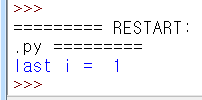 >>>
========= RESTART:
.py =========
last i =  1
>>>